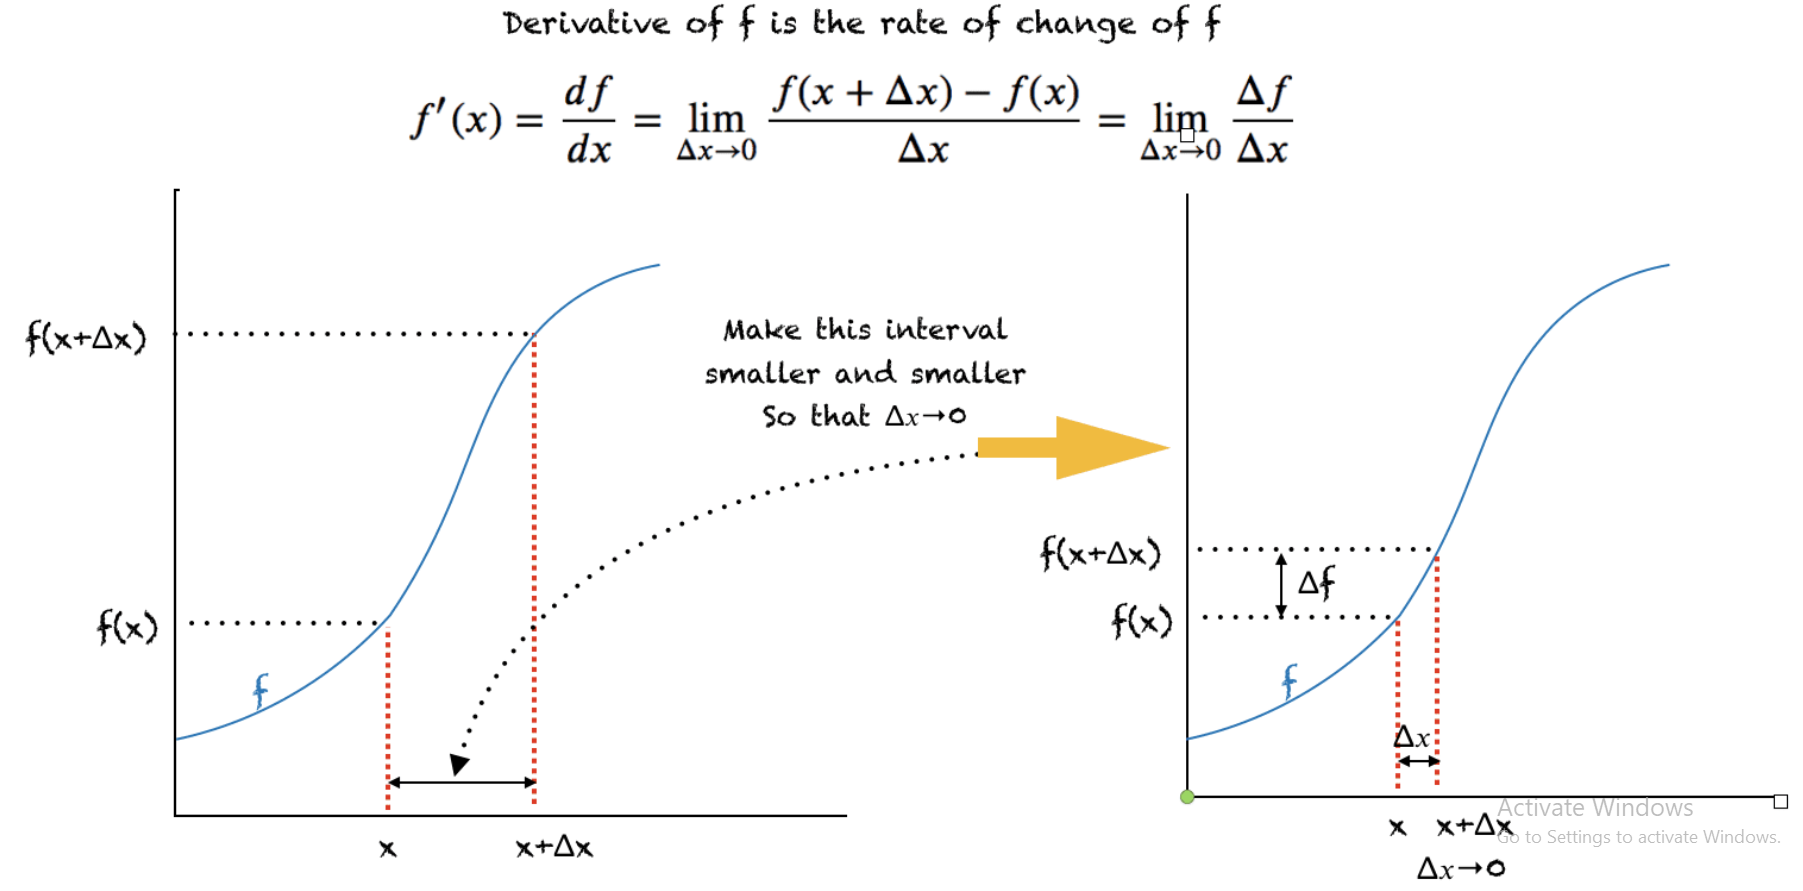 Derivative of f is the rate of change of f
f′(x) = df/dx = lim Δx→0 f(x + Δx) − f(x)/Δx = lim Δx→0 Δf/Δx
f(x+Δx)
Make this interval
smaller and smaller
So that Δx→0
f(x+Δx)
Δf
f(x)
f(x)
f
f
Δx
x
x+Δx
x
x+Δx
Δx→0
Activate Windows
Go to Settings to activate Windows.